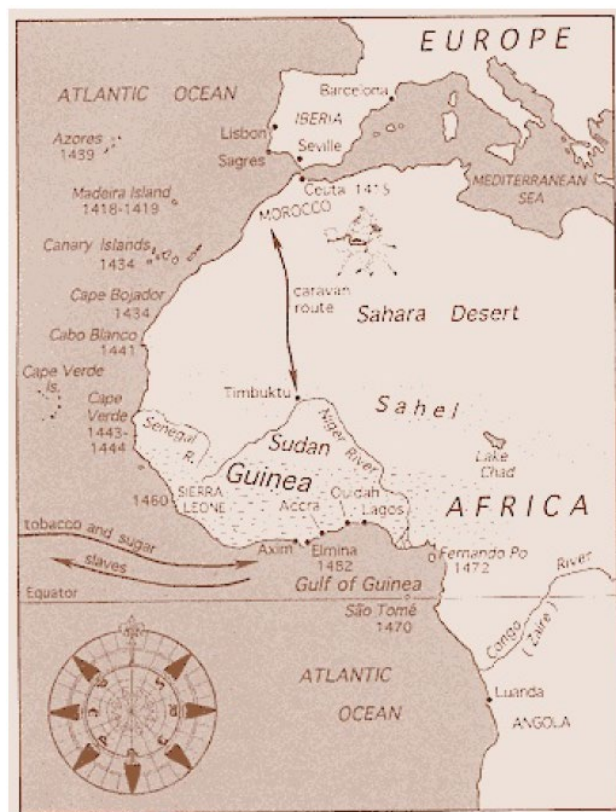 EUROPE
ATLANTIC OCEAN
Barcelona
IBERIA
Lisbon
Azores
1439
Seville
Sagres
MEDITERRANEAN
SEA
Ceuta 1415
Madeira Island
1418-1419
MOROCCO
Canary Islands
1434
caravan
route
Cape Bojador
1434
Sahara Desert
Cabo Blanco
1441
Cape Verde
Is.
Timbuktu
Sahel
Cape
Verde
1443-
1444
Senegal
R.
Niger River
Sudan
Lake
Chad
Guinea
1460
SIERRA
LEONE
Ouidah
Accra
Lagos
AFRICA
tobacco and sugar
slaves
Axim
Elmina
1482
Fernando Po
1472
River
Gulf of Guinea
Equator
São Tomé
1470
Congo
(Zaire)
ATLANTIC
OCEAN
Luanda
ANGOLA